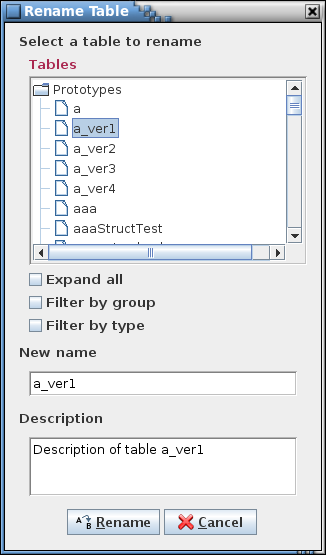 Rename Table
Select a table to rename
Tables
Prototypes
a
a_ver1
a_ver2
a_ver3
a_ver4
aaa
aaaStructTest
Expand all
Filter by group
Filter by type
New name
a_ver1
Description
Description of table a_ver1
Rename
Cancel